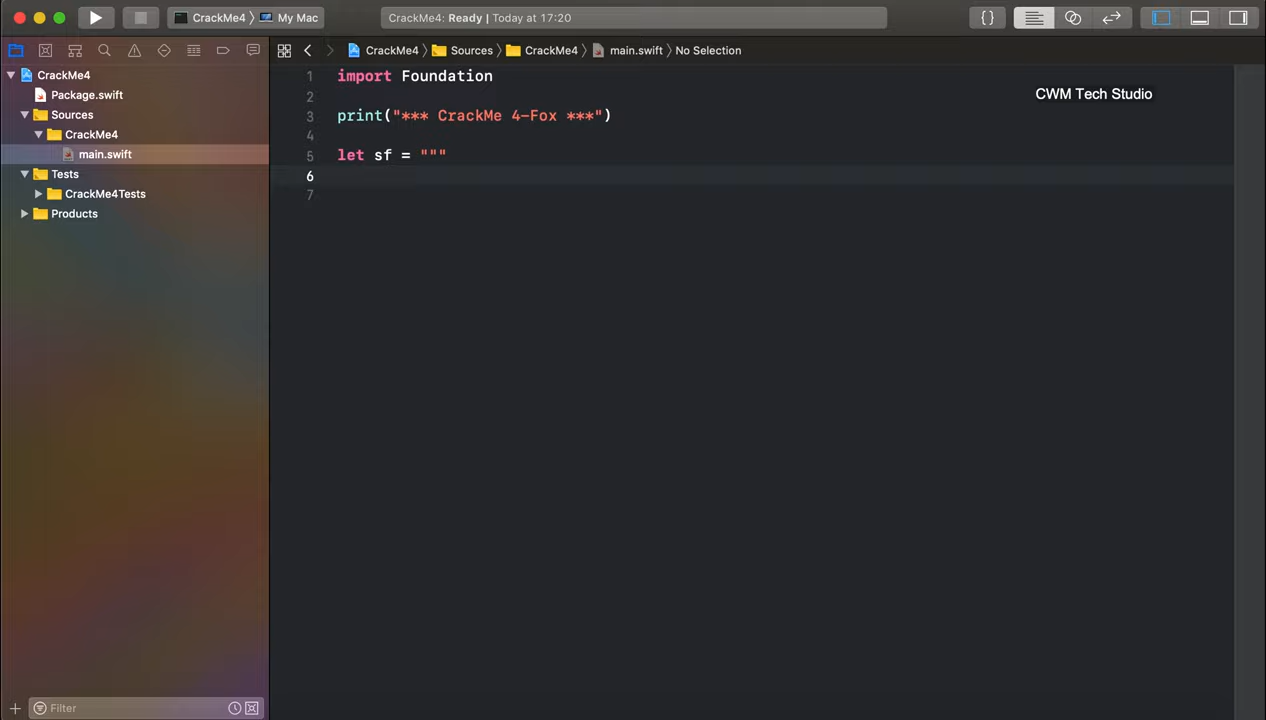 CrackMe4 〉 My Mac
CrackMe4: Ready | Today at 17:20
{}
CrackMe4 〉 Sources 〉 CrackMe4 〉 main.swift 〉 No Selection
CrackMe4
Package.swift
Sources
CrackMe4
main.swift
Tests
CrackMe4Tests
Products
1 import Foundation
2
3 print("*** CrackMe 4-Fox ***")
4
5 let sf = """
6
7
CWM Tech Studio
Filter